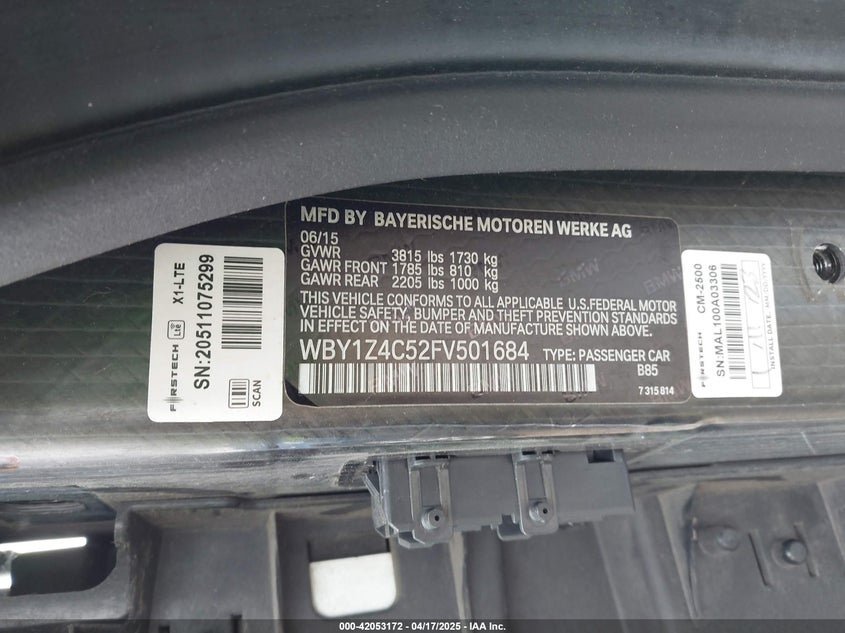 MFD BY BAYERISCHE MOTOREN WERKE AG
06/15
GVWR 3815 lbs 1730 kg
GAWR FRONT 1785 lbs 810 kg
GAWR REAR 2205 lbs 1000 kg
THIS VEHICLE CONFORMS TO ALL APPLICABLE U.S.FEDERAL MOTOR
VEHICLE SAFETY, BUMPER, AND THEFT PREVENTION STANDARDS
IN EFFECT ON THE DATE OF MANUFACTURE SHOWN ABOVE.
WBY1Z4C52FV501684 TYPE: PASSENGER CAR
B85
7 315 814
FIRSTECH LTE X1-LTE
SN:20511075299
SCAN
FIRSTECH CM-2500
SN:MAL100A03306
INSTALL DATE: MM/DD/YYYY
000-42053172 - 04/17/2025 - IAA Inc.